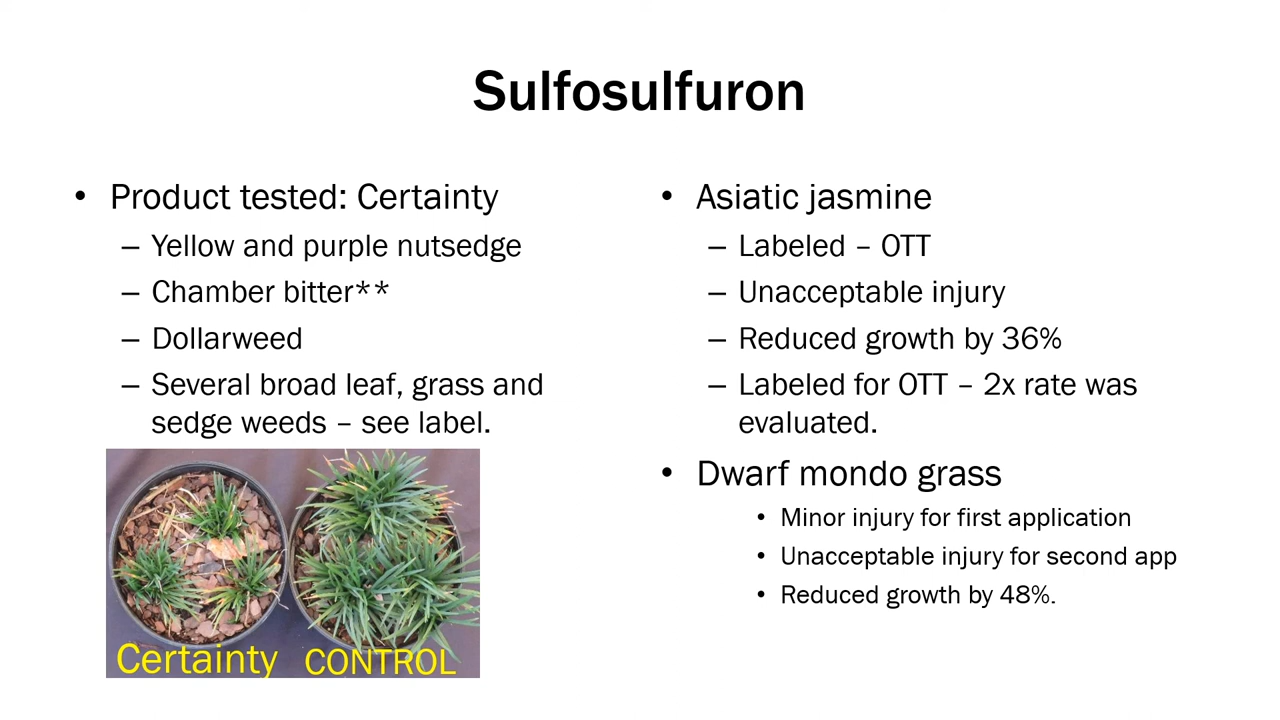 Sulfosulfuron
• Product tested: Certainty
– Yellow and purple nutsedge
– Chamber bitter**
– Dollarweed
– Several broad leaf, grass and
sedge weeds – see label.
Certainty
CONTROL
• Asiatic jasmine
– Labeled – OTT
– Unacceptable injury
– Reduced growth by 36%
– Labeled for OTT – 2x rate was
evaluated.
• Dwarf mondo grass
• Minor injury for first application
• Unacceptable injury for second app
• Reduced growth by 48%.